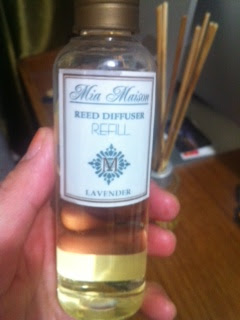 Mia Maison
REED DIFFUSER
REFILL
M
LAVENDER